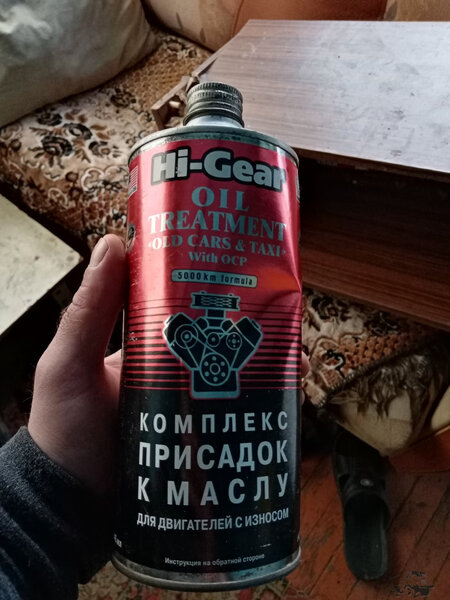 Hi-Gear
OIL
TREATMENT
"OLD CARS & TAXI"
With OCP
5000 km formula
КОМПЛЕКС
ПРИСАДОК
К МАСЛУ
ДЛЯ ДВИГАТЕЛЕЙ С ИЗНОСОМ
Инструкция на обратной стороне